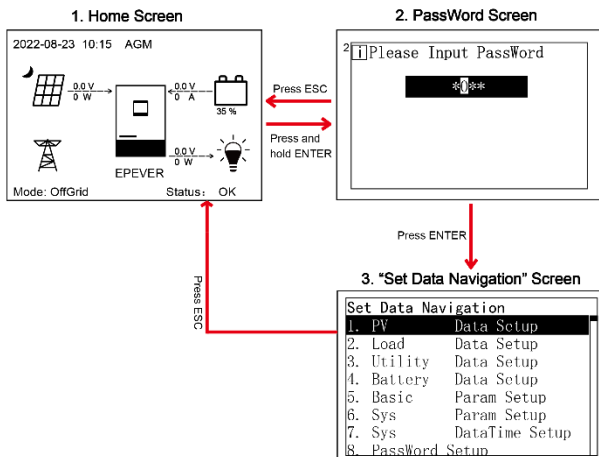 1. Home Screen
2022-08-23 10:15 AGM
0.0 V
0 W
0.0 V
0 A
35 %
0.0 V
0 W
EPEVER
Mode: OffGrid Status: OK
Press ESC
Press and
hold ENTER
2. PassWord Screen
2 i Please Input PassWord
*0**
Press ENTER
Press ESC
3. “Set Data Navigation” Screen
Set Data Navigation
1. PV Data Setup
2. Load Data Setup
3. Utility Data Setup
4. Battery Data Setup
5. Basic Param Setup
6. Sys Param Setup
7. Sys DataTime Setup
8. PassWord Setup